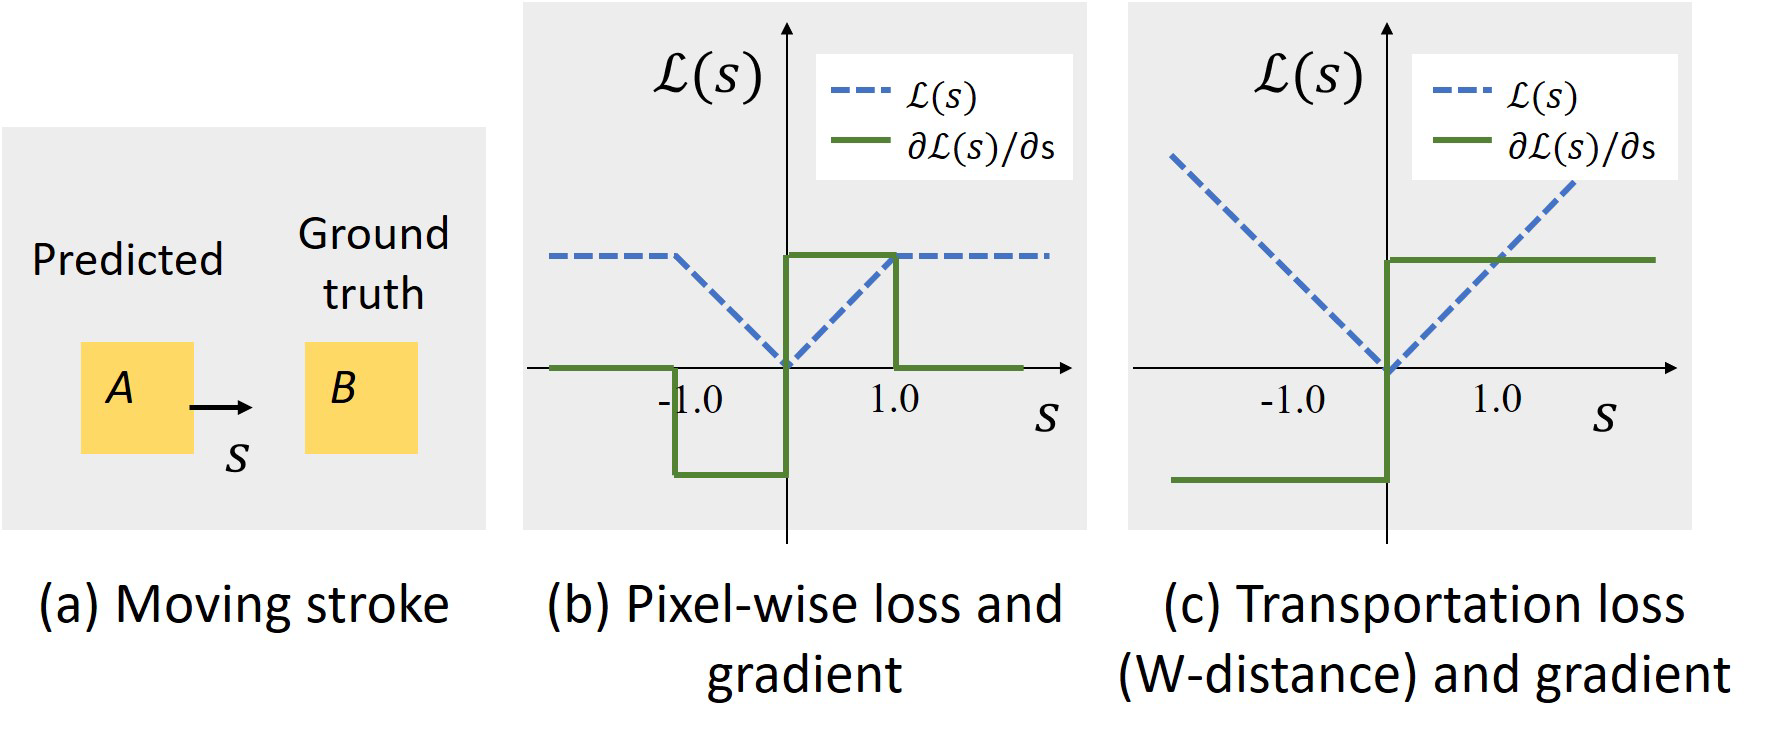 Predicted
Ground
truth
A
B
s
(a) Moving stroke
ℒ(s)
ℒ(s)
∂ℒ(s)/∂s
-1.0
1.0
s
(b) Pixel-wise loss and
gradient
ℒ(s)
ℒ(s)
∂ℒ(s)/∂s
-1.0
1.0
s
(c) Transportation loss
(W-distance) and gradient